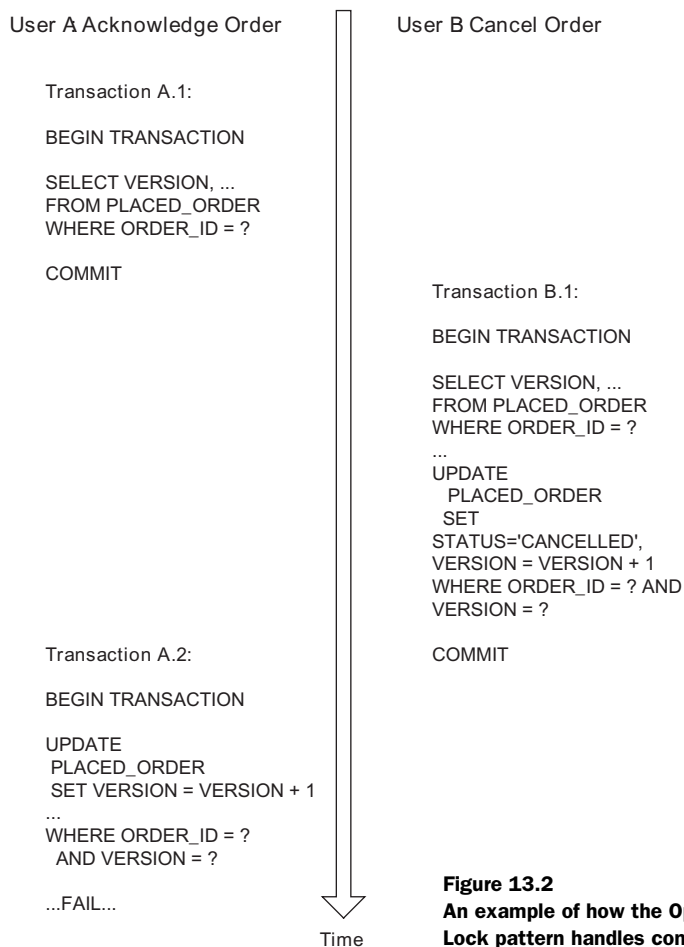 User A: Acknowledge Order
User B: Cancel Order
Transaction A.1:
BEGIN TRANSACTION
SELECT VERSION, ...
FROM PLACED_ORDER
WHERE ORDER_ID = ?
COMMIT
Transaction B.1:
BEGIN TRANSACTION
SELECT VERSION, ...
FROM PLACED_ORDER
WHERE ORDER_ID = ?
...
UPDATE
PLACED_ORDER
SET
STATUS='CANCELLED',
VERSION = VERSION + 1
WHERE ORDER_ID = ? AND
VERSION = ?
COMMIT
Transaction A.2:
BEGIN TRANSACTION
UPDATE
PLACED_ORDER
SET VERSION = VERSION + 1
...
WHERE ORDER_ID = ?
AND VERSION = ?
...FAIL...
Time
Figure 13.2
An example of how the
Lock pattern handles